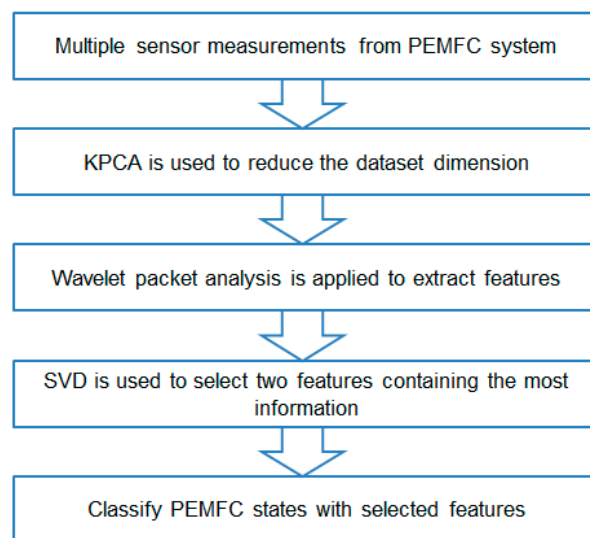 Multiple sensor measurements from PEMFC system
KPCA is used to reduce the dataset dimension
Wavelet packet analysis is applied to extract features
SVD is used to select two features containing the most
information
Classify PEMFC states with selected features